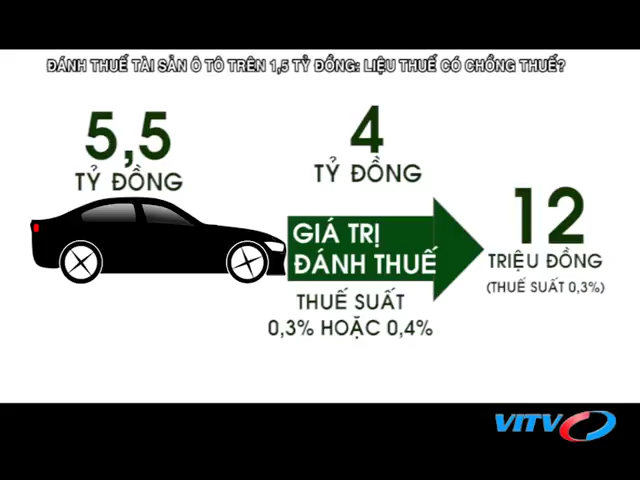 ĐÁNH THUẾ TÀI SẢN Ô TÔ TRÊN 1,5 TỶ ĐỒNG: LIỆU THUẾ CÓ CHỒNG THUẾ?
5,5
TỶ ĐỒNG
4
TỶ ĐỒNG
GIÁ TRỊ
ĐÁNH THUẾ
THUẾ SUẤT
0,3% HOẶC 0,4%
12
TRIỆU ĐỒNG
(THUẾ SUẤT 0,3%)
VITV